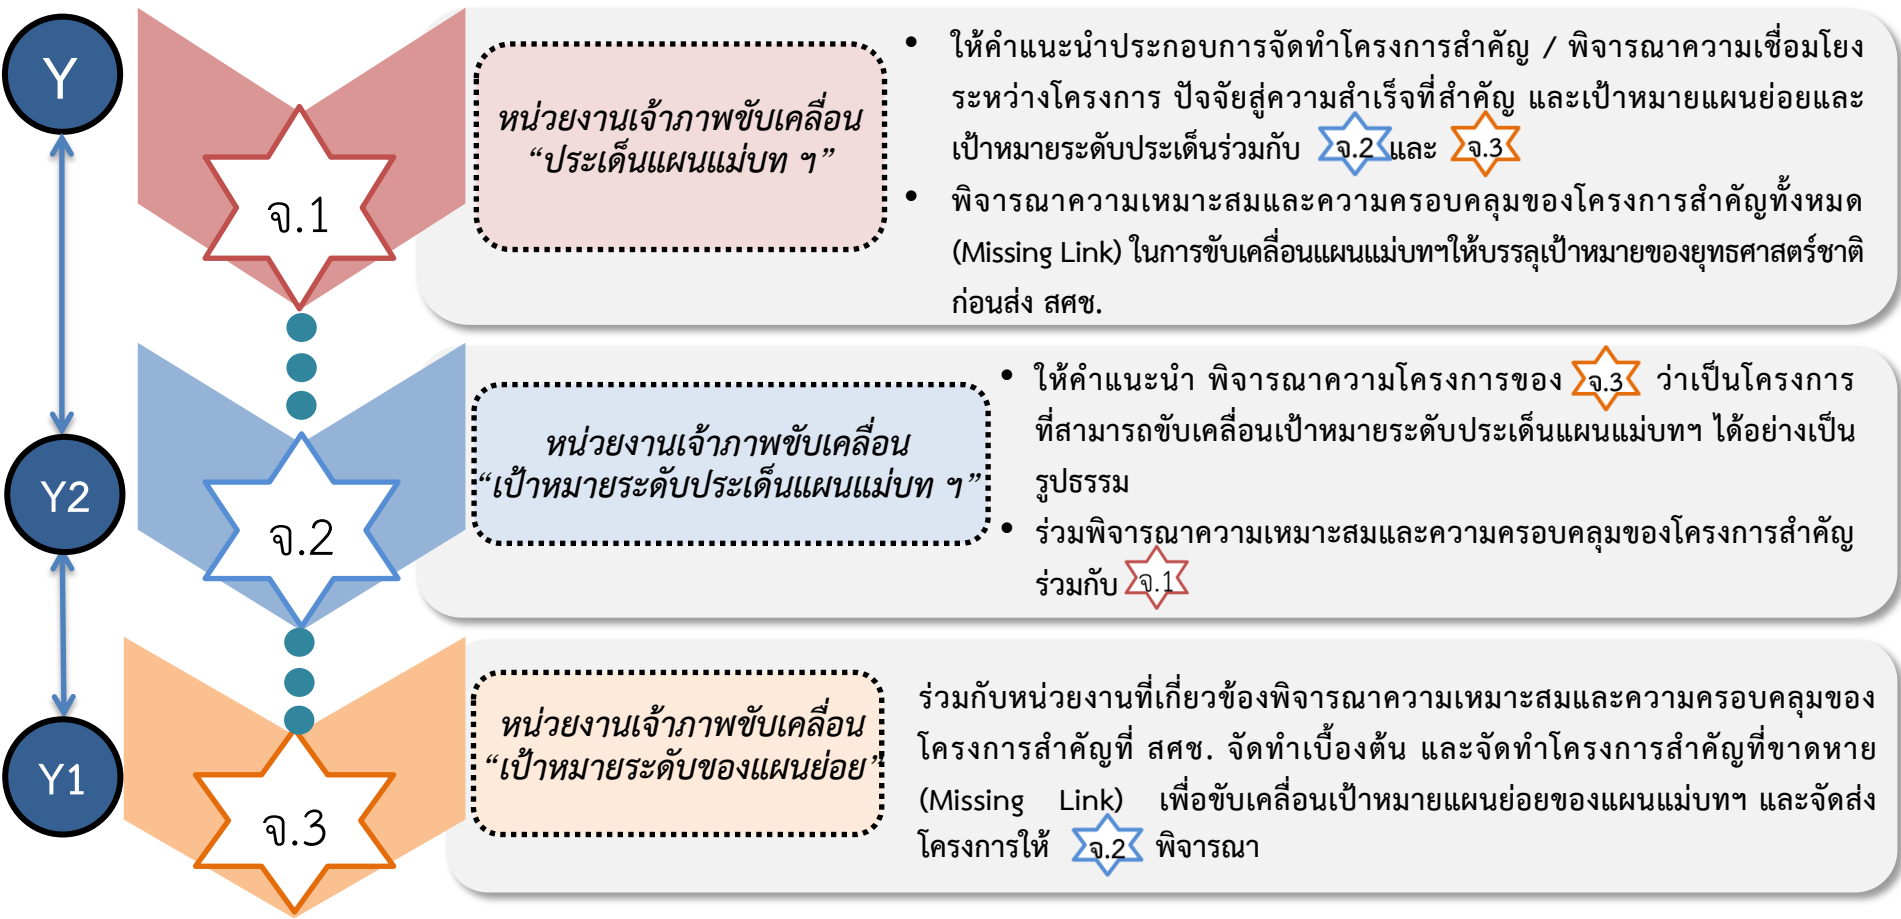 Y
จ.1
หน่วยงานเจ้าภาพขับเคลื่อน
“ประเด็นแผนแม่บท ฯ”
• ให้คำแนะนำประกอบการจัดทำโครงการสำคัญ / พิจารณาความเชื่อมโยง
ระหว่างโครงการ ปัจจัยสู่ความสำเร็จที่สำคัญ และเป้าหมายแผนย่อยและ
เป้าหมายระดับประเด็นร่วมกับ จ.2 และ จ.3
• พิจารณาความเหมาะสมและความครอบคลุมของโครงการสำคัญทั้งหมด
(Missing Link) ในการขับเคลื่อนแผนแม่บทฯให้บรรลุเป้าหมายของยุทธศาสตร์ชาติ
ก่อนส่ง สศช.
Y2
จ.2
หน่วยงานเจ้าภาพขับเคลื่อน
“เป้าหมายระดับประเด็นแผนแม่บท ฯ”
• ให้คำแนะนำ พิจารณาความโครงการของ จ.3 ว่าเป็นโครงการ
ที่สามารถขับเคลื่อนเป้าหมายระดับประเด็นแผนแม่บทฯ ได้อย่างเป็น
รูปธรรม
• ร่วมพิจารณาความเหมาะสมและความครอบคลุมของโครงการสำคัญ
ร่วมกับ จ.1
Y1
จ.3
หน่วยงานเจ้าภาพขับเคลื่อน
“เป้าหมายระดับของแผนย่อย”
ร่วมกับหน่วยงานที่เกี่ยวข้องพิจารณาความเหมาะสมและความครอบคลุมของ
โครงการสำคัญที่ สศช. จัดทำเบื้องต้น และจัดทำโครงการสำคัญที่ขาดหาย
(Missing Link) เพื่อขับเคลื่อนเป้าหมายแผนย่อยของแผนแม่บทฯ และจัดส่ง
โครงการให้ จ.2 พิจารณา